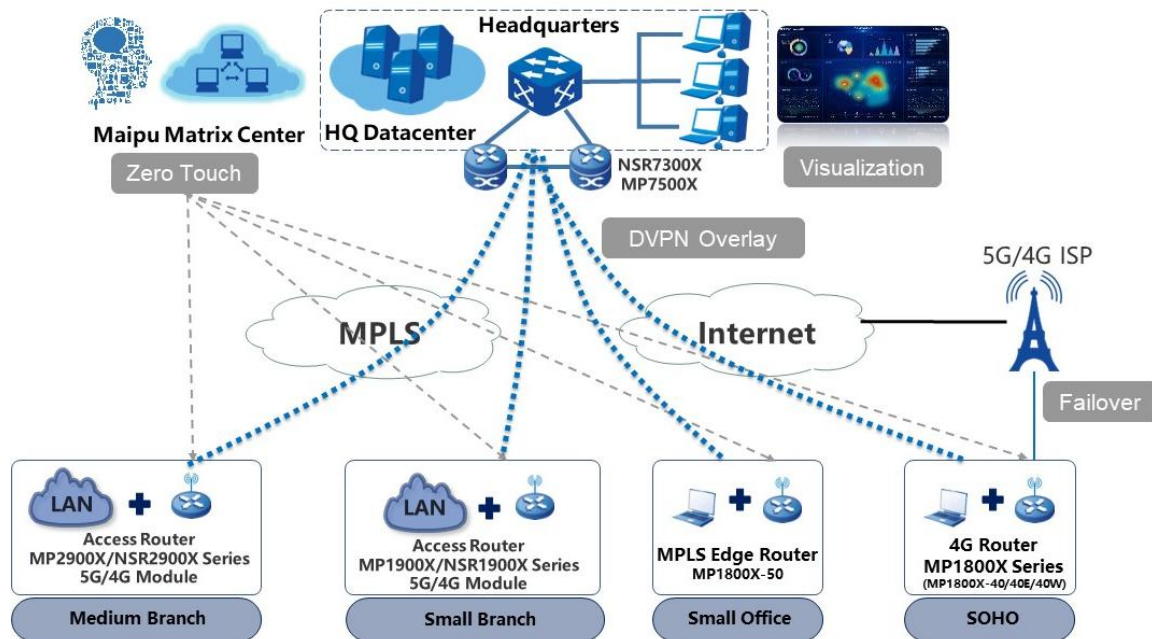 Headquarters
Maipu Matrix Center
HQ Datacenter
Zero Touch
NSR7300X
MP7500X
Visualization
DVPN Overlay
5G/4G ISP
MPLS
Internet
Failover
LAN
Access Router
MP2900X/NSR2900X Series
5G/4G Module
Medium Branch
LAN
Access Router
MP1900X/NSR1900X Series
5G/4G Module
Small Branch
MPLS Edge Router
MP1800X-50
Small Office
4G Router
MP1800X Series
(MP1800X-40/40E/40W)
SOHO